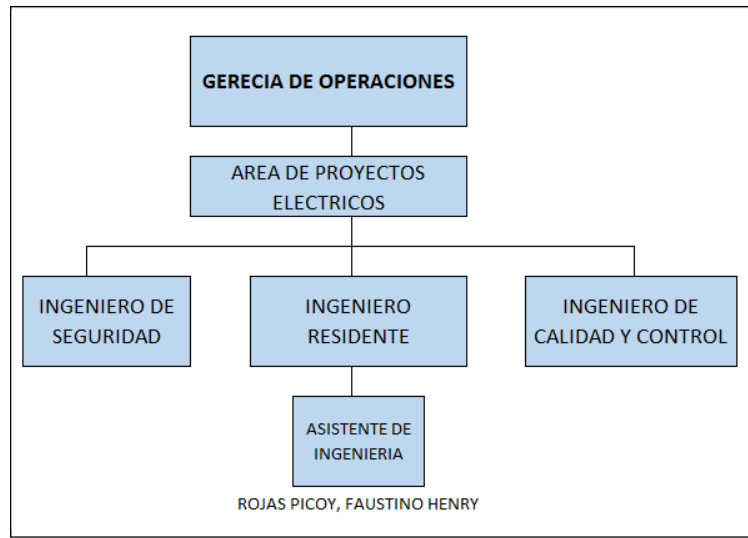 GERECIA DE OPERACIONES
AREA DE PROYECTOS
ELECTRICOS
INGENIERO DE
SEGURIDAD
INGENIERO
RESIDENTE
INGENIERO DE
CALIDAD Y CONTROL
ASISTENTE DE
INGENIERIA
ROJAS PICOY, FAUSTINO HENRY